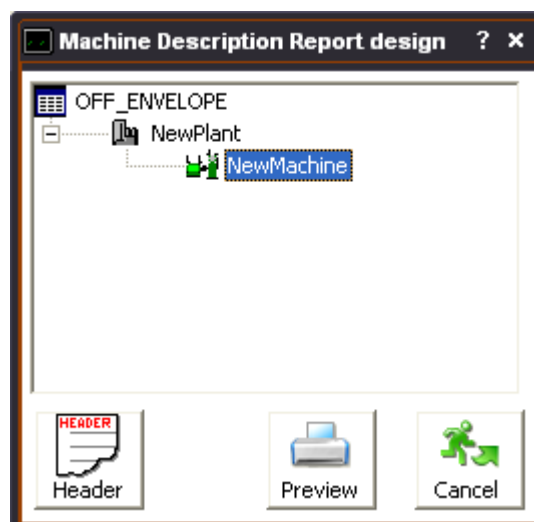 Machine Description Report design ? ×
OFF_ENVELOPE
NewPlant
NewMachine
HEADER
Header Preview Cancel